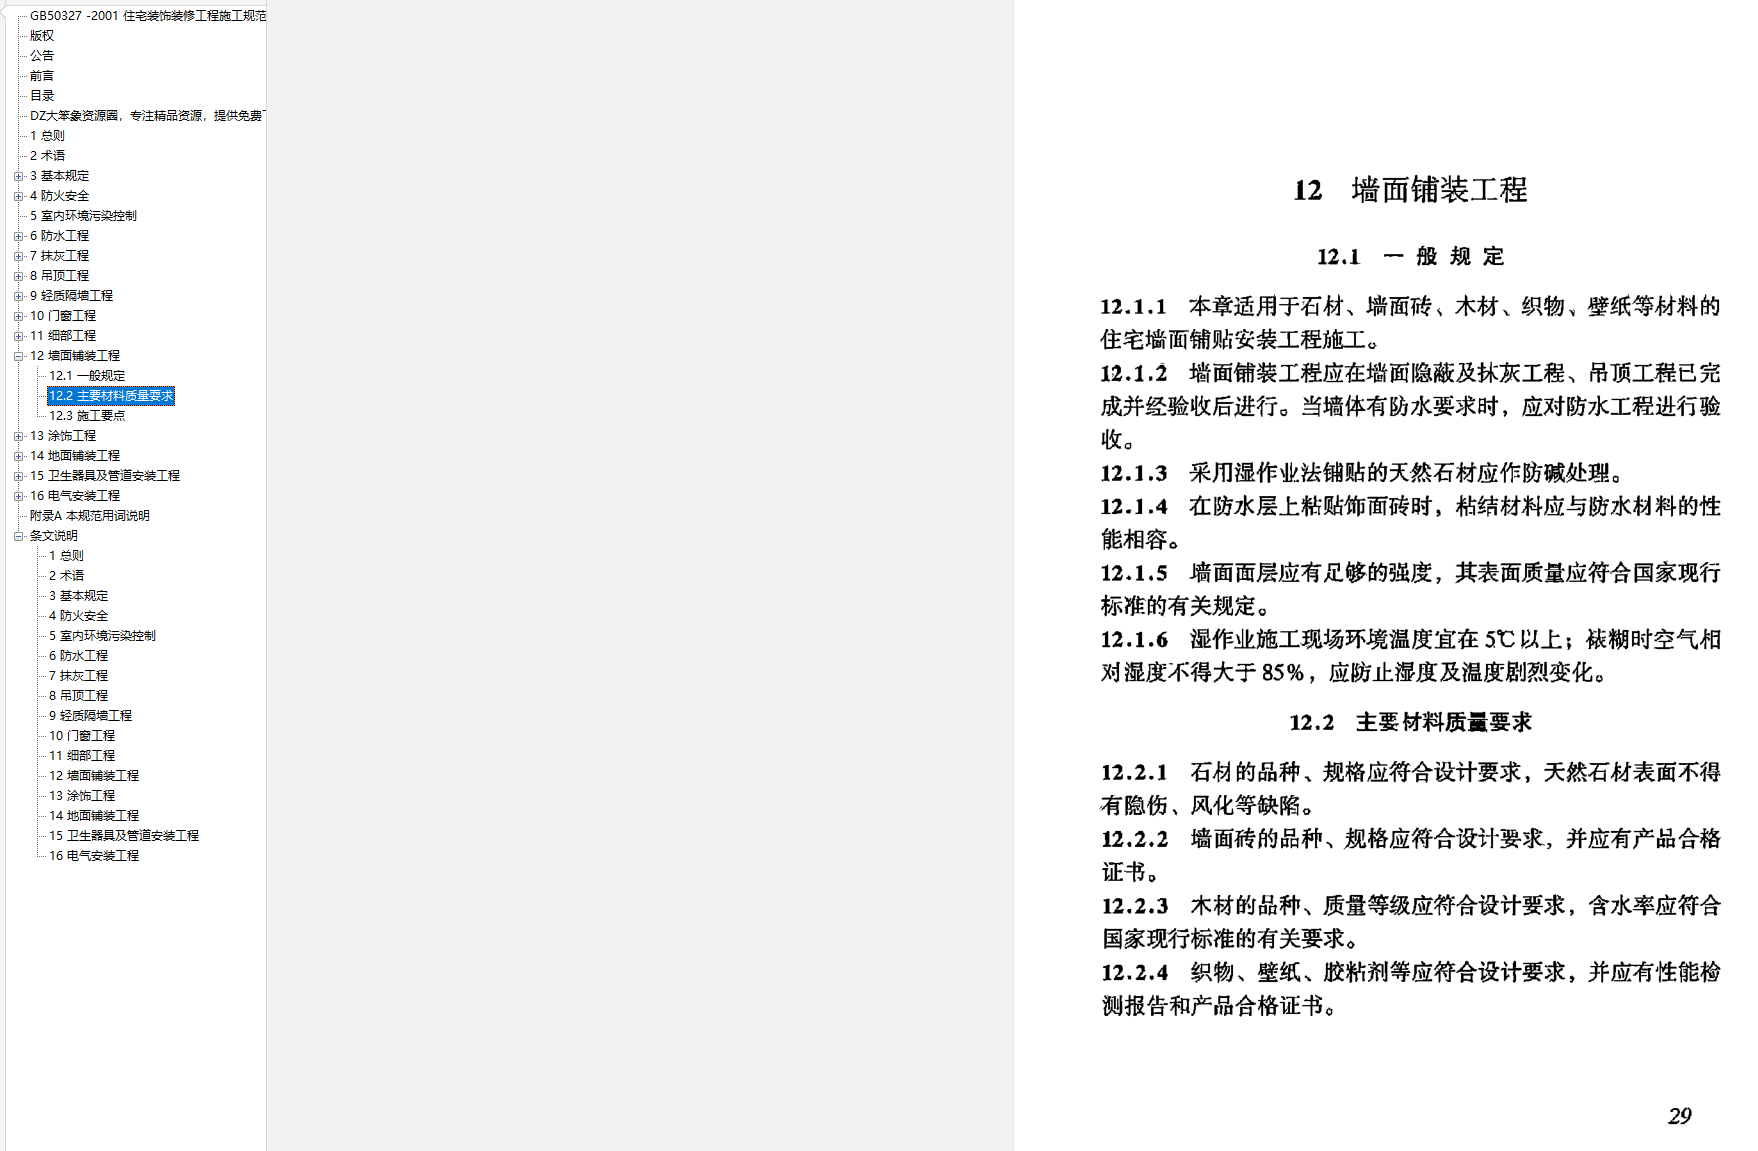 GB50327 -2001 住宅装饰装修工程施工规范
版权
公告
前言
目录
DZ大笨象资源圈，专注精品资源，提供免费下
1 总则
2 术语
3 基本规定
4 防火安全
5 室内环境污染控制
6 防水工程
7 抹灰工程
8 吊顶工程
9 轻质隔墙工程
10 门窗工程
11 细部工程
12 墙面铺装工程
12.1 一般规定
12.2 主要材料质量要求
12.3 施工要点
13 涂饰工程
14 地面铺装工程
15 卫生器具及管道安装工程
16 电气安装工程
附录A 本规范用词说明
条文说明
1 总则
2 术语
3 基本规定
4 防火安全
5 室内环境污染控制
6 防水工程
7 抹灰工程
8 吊顶工程
9 轻质隔墙工程
10 门窗工程
11 细部工程
12 墙面铺装工程
13 涂饰工程
14 地面铺装工程
15 卫生器具及管道安装工程
16 电气安装工程
12 墙面铺装工程
12.1 一般规定
12.1.1 本章适用于石材、墙面砖、木材、织物、壁纸等材料的
住宅墙面铺贴安装工程施工。
12.1.2 墙面铺装工程应在墙面隐蔽及抹灰工程、吊顶工程已完
成并经验收后进行。当墙体有防水要求时，应对防水工程进行验
收。
12.1.3 采用湿作业法铺贴的天然石材应作防碱处理。
12.1.4 在防水层上粘贴饰面砖时，粘结材料应与防水材料的性
能相容。
12.1.5 墙面面层应有足够的强度，其表面质量应符合国家现行
标准的有关规定。
12.1.6 湿作业施工现场环境温度宜在 5℃以上；裱糊时空气相
对湿度不得大于 85%，应防止湿度及温度剧烈变化。
12.2 主要材料质量要求
12.2.1 石材的品种、规格应符合设计要求，天然石材表面不得
有隐伤、风化等缺陷。
12.2.2 墙面砖的品种、规格应符合设计要求，并应有产品合格
证书。
12.2.3 木材的品种、质量等级应符合设计要求，含水率应符合
国家现行标准的有关要求。
12.2.4 织物、壁纸、胶粘剂等应符合设计要求，并应有性能检
测报告和产品合格证书。
29